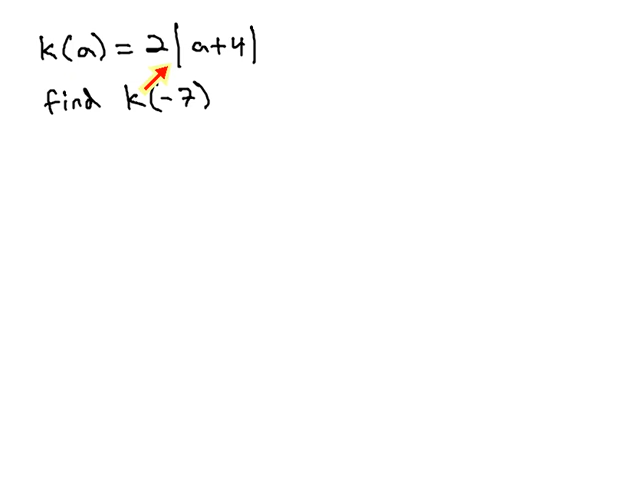 k(a) = 2|a+4|
find k(-7)